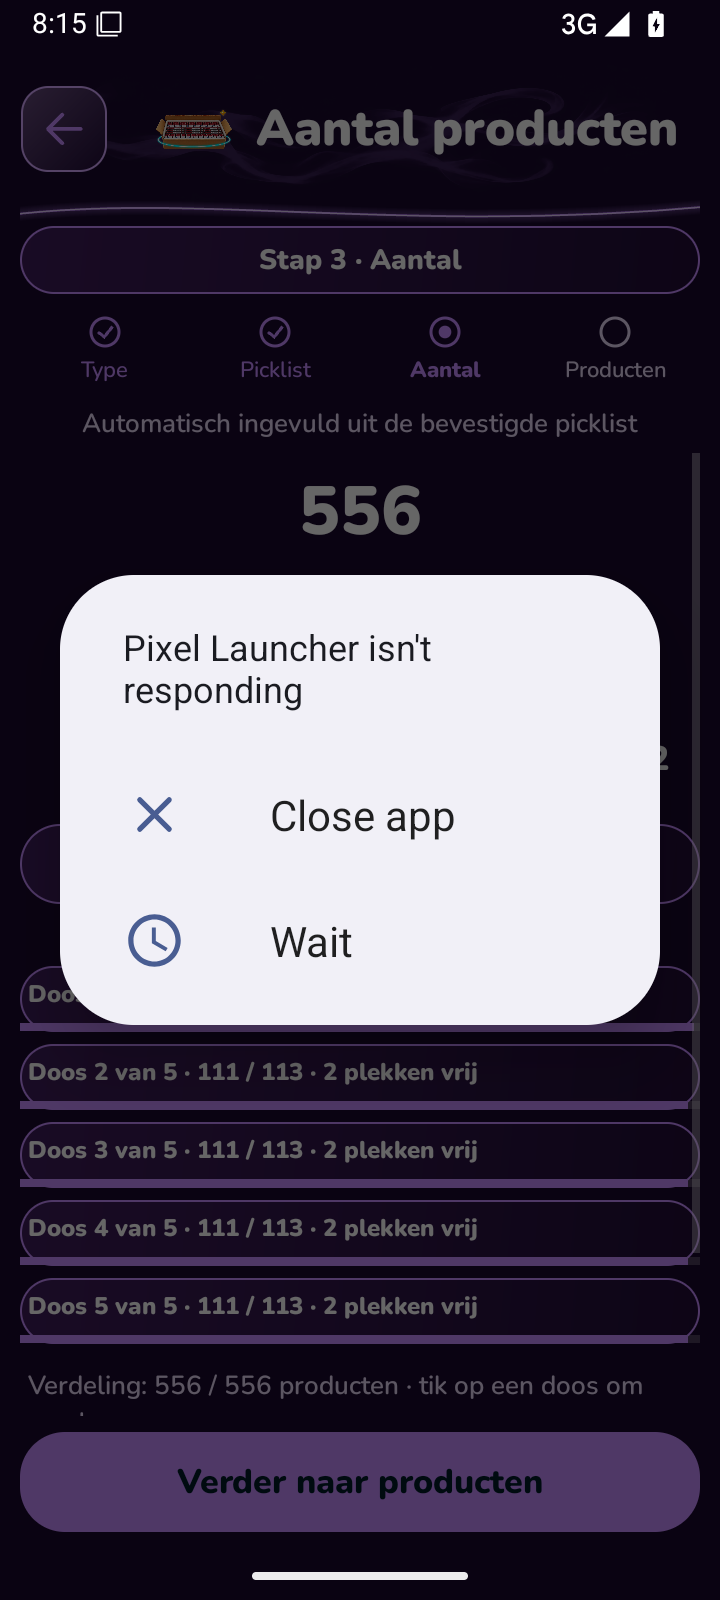 8:15
3G
Aantal producten
Stap 3 · Aantal
Type
Picklist
Aantal
Producten
Automatisch ingevuld uit de bevestigde picklist
556
Pixel Launcher isn't
responding
Close app
Wait
Doos 2 van 5 · 111 / 113 · 2 plekken vrij
Doos 3 van 5 · 111 / 113 · 2 plekken vrij
Doos 4 van 5 · 111 / 113 · 2 plekken vrij
Doos 5 van 5 · 111 / 113 · 2 plekken vrij
Verdeling: 556 / 556 producten · tik op een doos om
Verder naar producten